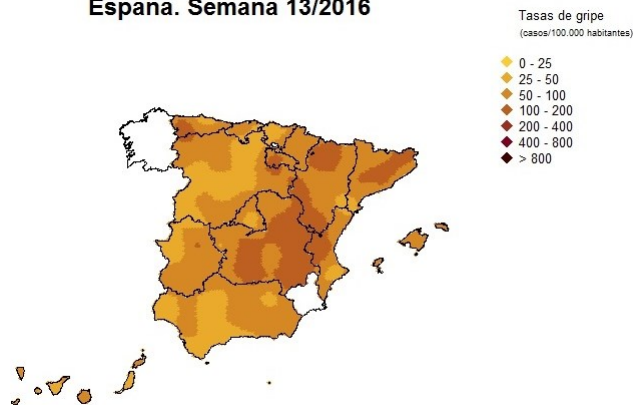 España. Semana 13/2016
Tasas de gripe
(casos/100.000 habitantes)
0 - 25
25 - 50
50 - 100
100 - 200
200 - 400
400 - 800
> 800